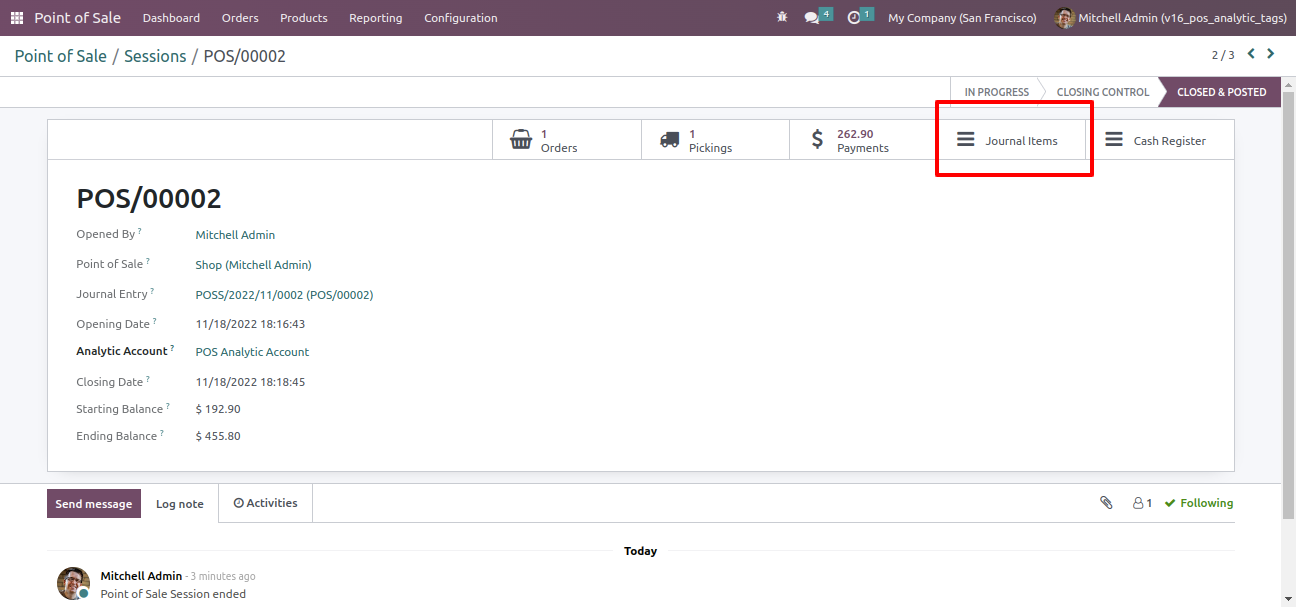 Point of Sale Dashboard Orders Products Reporting Configuration 4 1 My Company (San Francisco) Mitchell Admin (v16_pos_analytic_tags)
Point of Sale / Sessions / POS/00002 2 / 3
IN PROGRESS CLOSING CONTROL CLOSED & POSTED
1 Orders
1 Pickings
262.90 Payments
Journal Items
Cash Register
POS/00002
Opened By ? Mitchell Admin
Point of Sale ? Shop (Mitchell Admin)
Journal Entry ? POSS/2022/11/0002 (POS/00002)
Opening Date ? 11/18/2022 18:16:43
Analytic Account ? POS Analytic Account
Closing Date ? 11/18/2022 18:18:45
Starting Balance ? $ 192.90
Ending Balance ? $ 455.80
Send message Log note Activities 1 Following
Today
Mitchell Admin - 3 minutes ago
Point of Sale Session ended